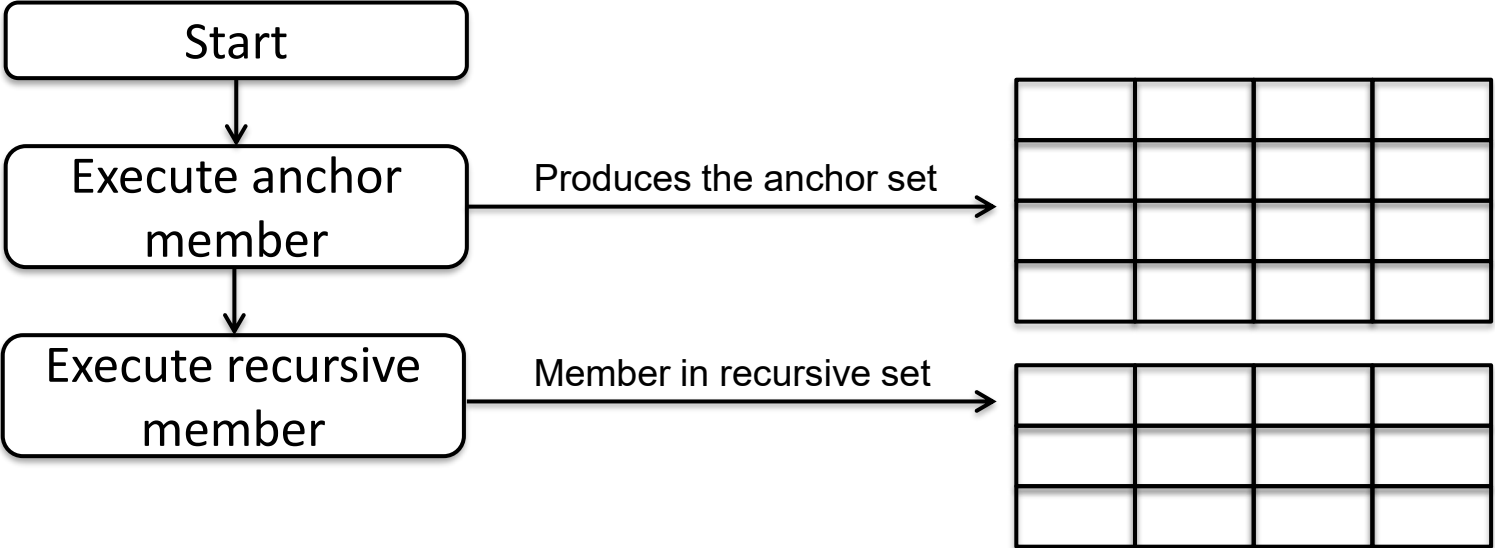 Start
Execute anchor
member
Produces the anchor set
Execute recursive
member
Member in recursive set